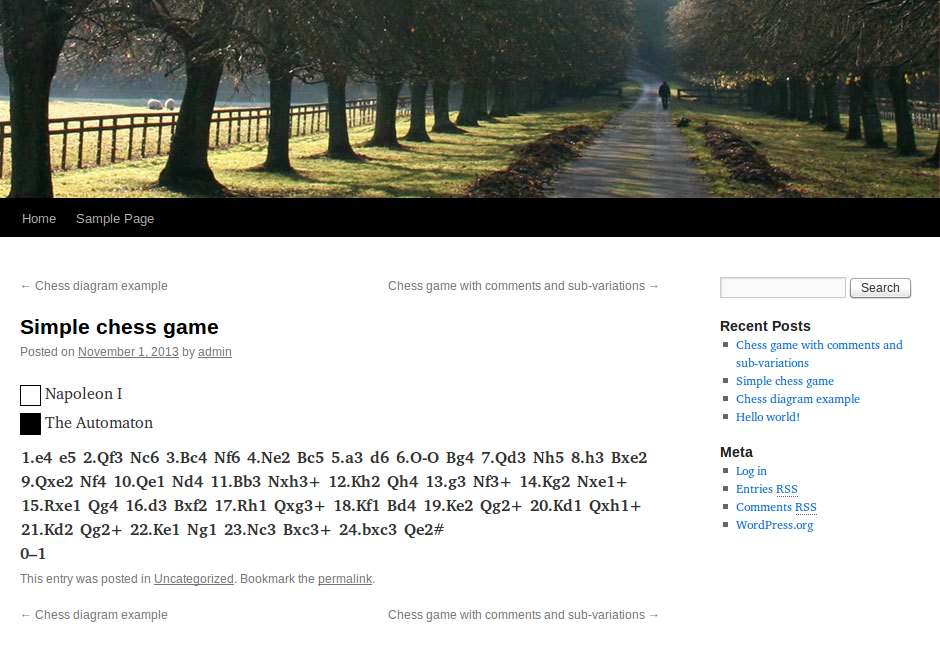 Home Sample Page
← Chess diagram example Chess game with comments and sub-variations →
Simple chess game
Posted on November 1, 2013 by admin
Napoleon I
The Automaton
1.e4 e5 2.Qf3 Nc6 3.Bc4 Nf6 4.Ne2 Bc5 5.a3 d6 6.O-O Bg4 7.Qd3 Nh5 8.h3 Bxe2
9.Qxe2 Nf4 10.Qe1 Nd4 11.Bb3 Nxh3+ 12.Kh2 Qh4 13.g3 Nf3+ 14.Kg2 Nxe1+
15.Rxe1 Qg4 16.d3 Bxf2 17.Rh1 Qxg3+ 18.Kf1 Bd4 19.Ke2 Qg2+ 20.Kd1 Qxh1+
21.Kd2 Qg2+ 22.Ke1 Ng1 23.Nc3 Bxc3+ 24.bxc3 Qe2#
0–1
This entry was posted in Uncategorized. Bookmark the permalink.
← Chess diagram example Chess game with comments and sub-variations →
Search
Recent Posts
Chess game with comments and
sub-variations
Simple chess game
Chess diagram example
Hello world!
Meta
Log in
Entries RSS
Comments RSS
WordPress.org